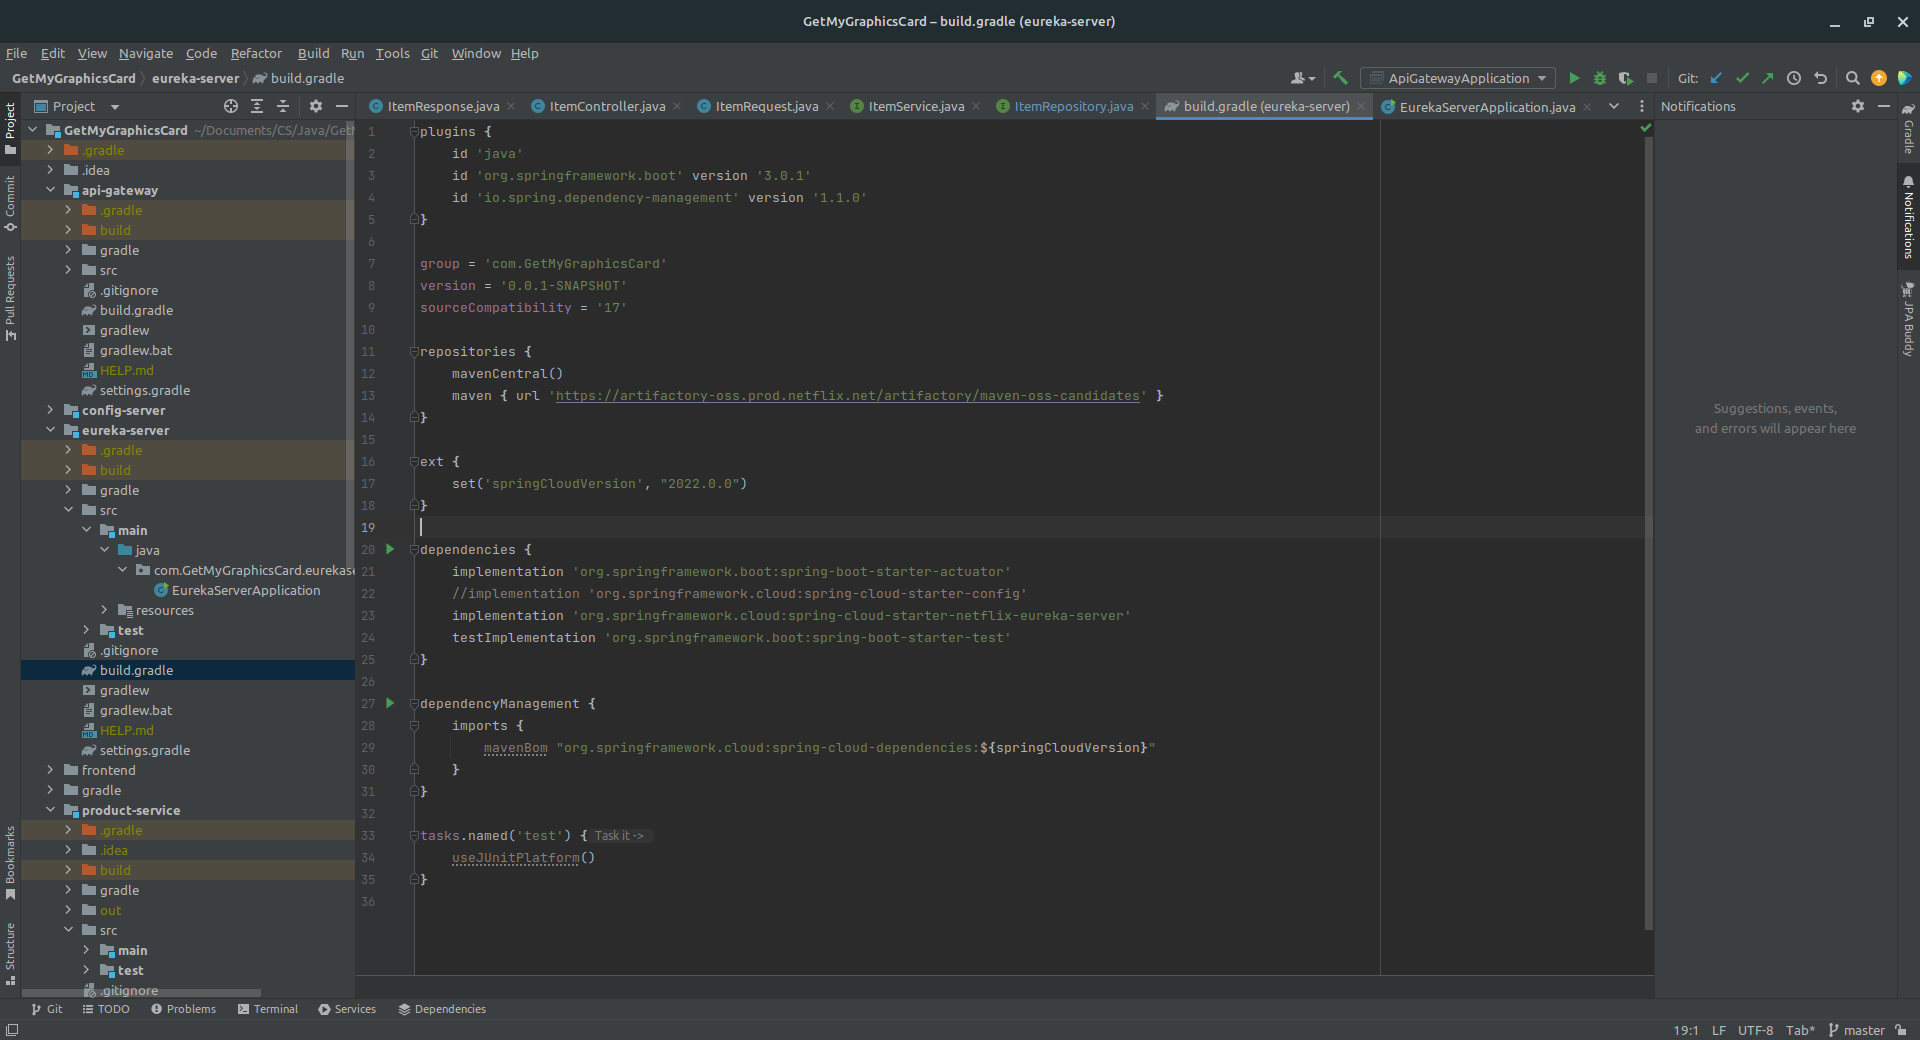 GetMyGraphicsCard – build.gradle (eureka-server)
File Edit View Navigate Code Refactor Build Run Tools Git Window Help
GetMyGraphicsCard eureka-server build.gradle
ApiGatewayApplication
Git:
Project
ItemResponse.java
ItemController.java
ItemRequest.java
ItemService.java
ItemRepository.java
build.gradle (eureka-server)
EurekaServerApplication.java
Notifications
Project
Commit
Pull Requests
Bookmarks
Structure
GetMyGraphicsCard ~/Documents/CS/Java/GetM
.gradle
.idea
api-gateway
.gradle
build
gradle
src
.gitignore
build.gradle
gradlew
gradlew.bat
HELP.md
settings.gradle
config-server
eureka-server
.gradle
build
gradle
src
main
java
com.GetMyGraphicsCard.eurekase
EurekaServerApplication
resources
test
.gitignore
build.gradle
gradlew
gradlew.bat
HELP.md
settings.gradle
frontend
gradle
product-service
.gradle
.idea
build
gradle
out
src
main
test
.gitignore
1 plugins {
2 id 'java'
3 id 'org.springframework.boot' version '3.0.1'
4 id 'io.spring.dependency-management' version '1.1.0'
5 }
6
7 group = 'com.GetMyGraphicsCard'
8 version = '0.0.1-SNAPSHOT'
9 sourceCompatibility = '17'
10
11 repositories {
12 mavenCentral()
13 maven { url 'https://artifactory-oss.prod.netflix.net/artifactory/maven-oss-candidates' }
14 }
15
16 ext {
17 set('springCloudVersion', "2022.0.0")
18 }
19
20 dependencies {
21 implementation 'org.springframework.boot:spring-boot-starter-actuator'
22 //implementation 'org.springframework.cloud:spring-cloud-starter-config'
23 implementation 'org.springframework.cloud:spring-cloud-starter-netflix-eureka-server'
24 testImplementation 'org.springframework.boot:spring-boot-starter-test'
25 }
26
27 dependencyManagement {
28 imports {
29 mavenBom "org.springframework.cloud:spring-cloud-dependencies:${springCloudVersion}"
30 }
31 }
32
33 tasks.named('test') { Task it ->
34 useJUnitPlatform()
35 }
36
Suggestions, events,
and errors will appear here
Gradle
Notifications
JPA Buddy
Git TODO Problems Terminal Services Dependencies
19:1 LF UTF-8 Tab* master